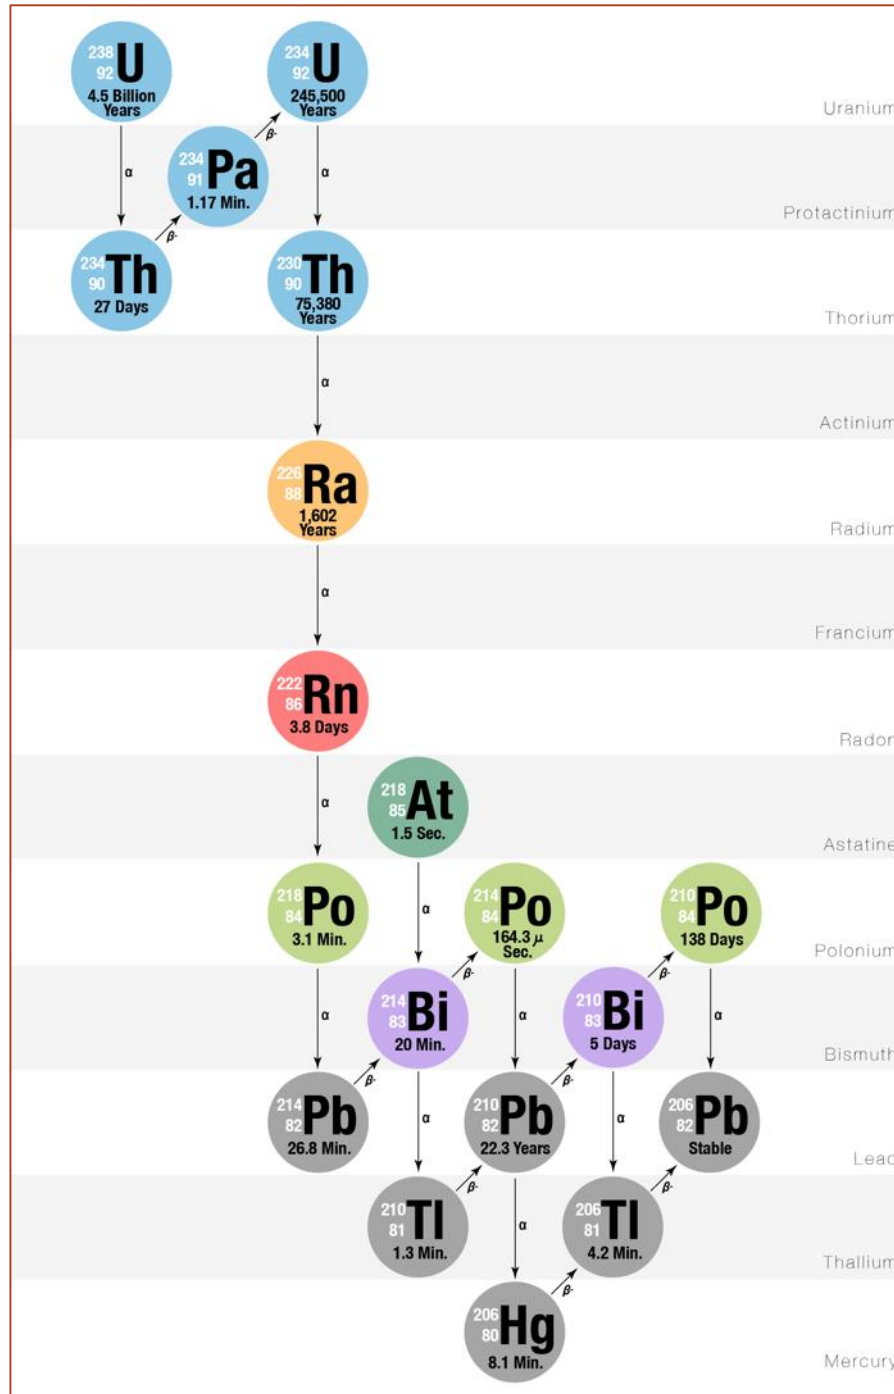 238
92
U
4.5 Billion
Years
234
92
U
245,500
Years
Uranium
α
β-
234
91
Pa
1.17 Min.
α
β-
Protactinium
234
90
Th
27 Days
230
90
Th
75,380
Years
Thorium
α
Actinium
226
88
Ra
1,602
Years
Radium
α
Francium
222
86
Rn
3.8 Days
Radon
α
218
85
At
1.5 Sec.
Astatine
218
84
Po
3.1 Min.
α
214
84
Po
164.3 μ
Sec.
210
84
Po
138 Days
Polonium
α
214
83
Bi
20 Min.
β-
α
210
83
Bi
5 Days
β-
α
Bismuth
214
82
Pb
26.8 Min.
β-
α
210
82
Pb
22.3 Years
β-
α
206
82
Pb
Stable
Lead
210
81
Tl
1.3 Min.
β-
α
206
81
Tl
4.2 Min.
β-
Thallium
206
80
Hg
8.1 Min.
β-
Mercury